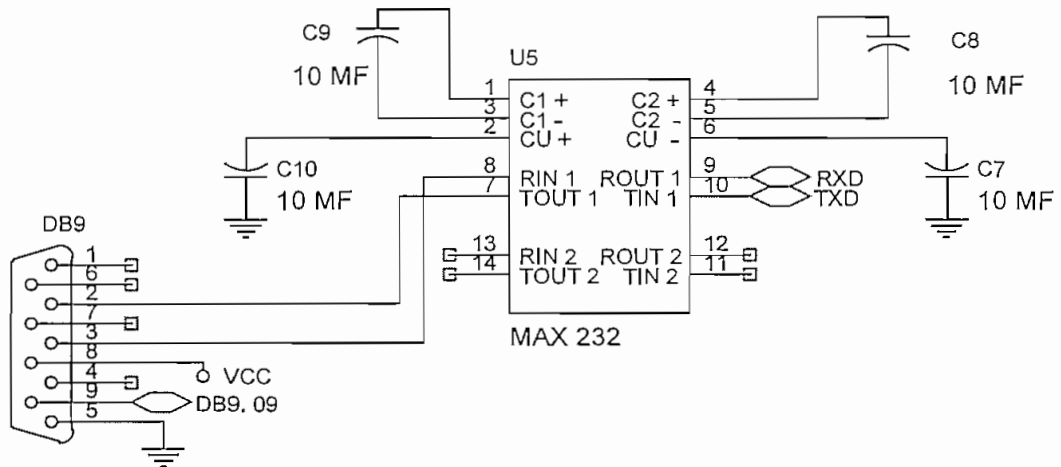 C9
10 MF
C8
10 MF
U5
1 C1 + C2 + 4
3 C1 - C2 - 5
2 CU + CU - 6
C10
10 MF
C7
10 MF
8 RIN 1 ROUT 1 9 RXD
7 TOUT 1 TIN 1 10 TXD
13 RIN 2 ROUT 2 12
14 TOUT 2 TIN 2 11
MAX 232
DB9
1
6
2
7
3
8
VCC
4
9
DB9. 09
5